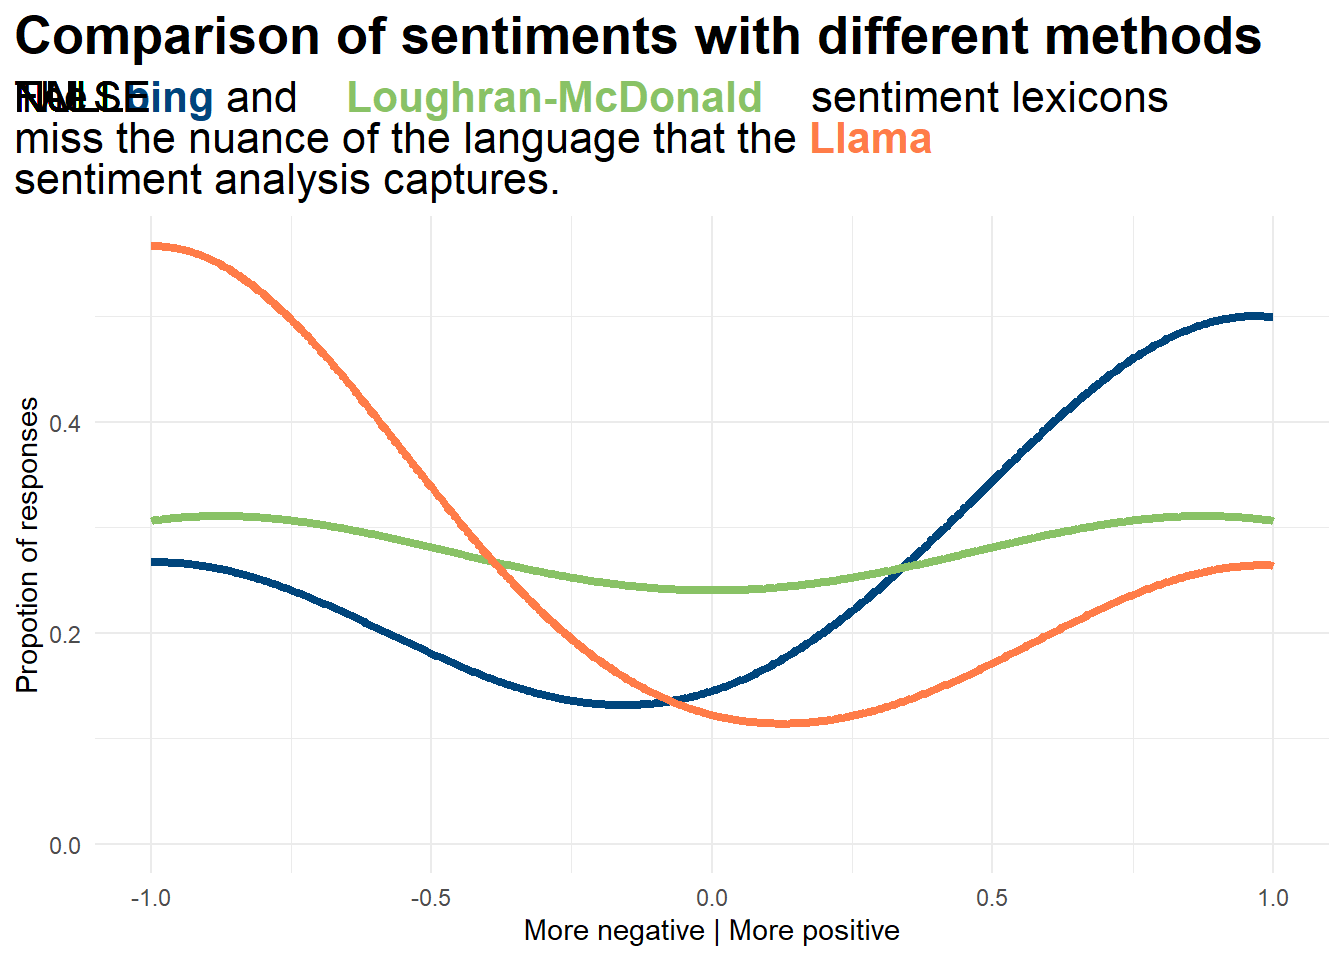 Comparison of sentiments with different methods
bing and Loughran-McDonald sentiment lexicons
miss the nuance of the language that the Llama
sentiment analysis captures.
Propotion of responses
0.4
0.2
0.0
-1.0 -0.5 0.0 0.5 1.0
More negative | More positive